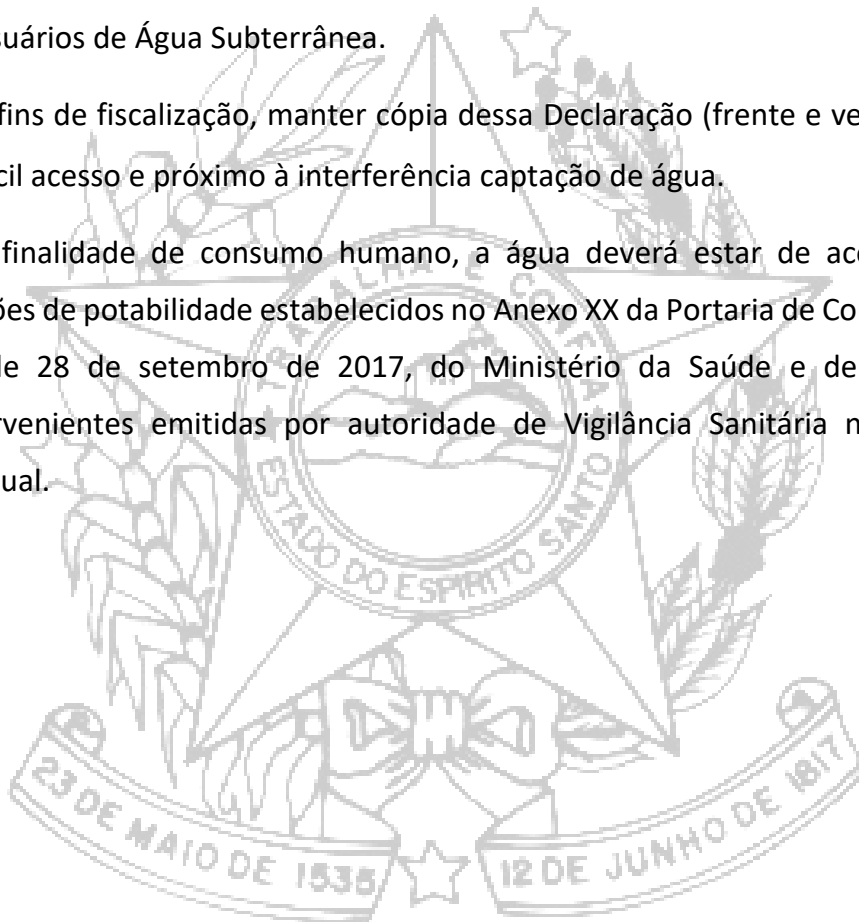 suários de Água Subterrânea.
fins de fiscalização, manter cópia dessa Declaração (frente e ve
cil acesso e próximo à interferência captação de água.
finalidade de consumo humano, a água deverá estar de aco
ões de potabilidade estabelecidos no Anexo XX da Portaria de Co
de 28 de setembro de 2017, do Ministério da Saúde e de
rvenientes emitidas por autoridade de Vigilância Sanitária n
ual.
TRABALHA E CONFIA
ESTADO DO ESPIRITO SANTO
23 DE MAIO DE 1535
12 DE JUNHO DE 1817